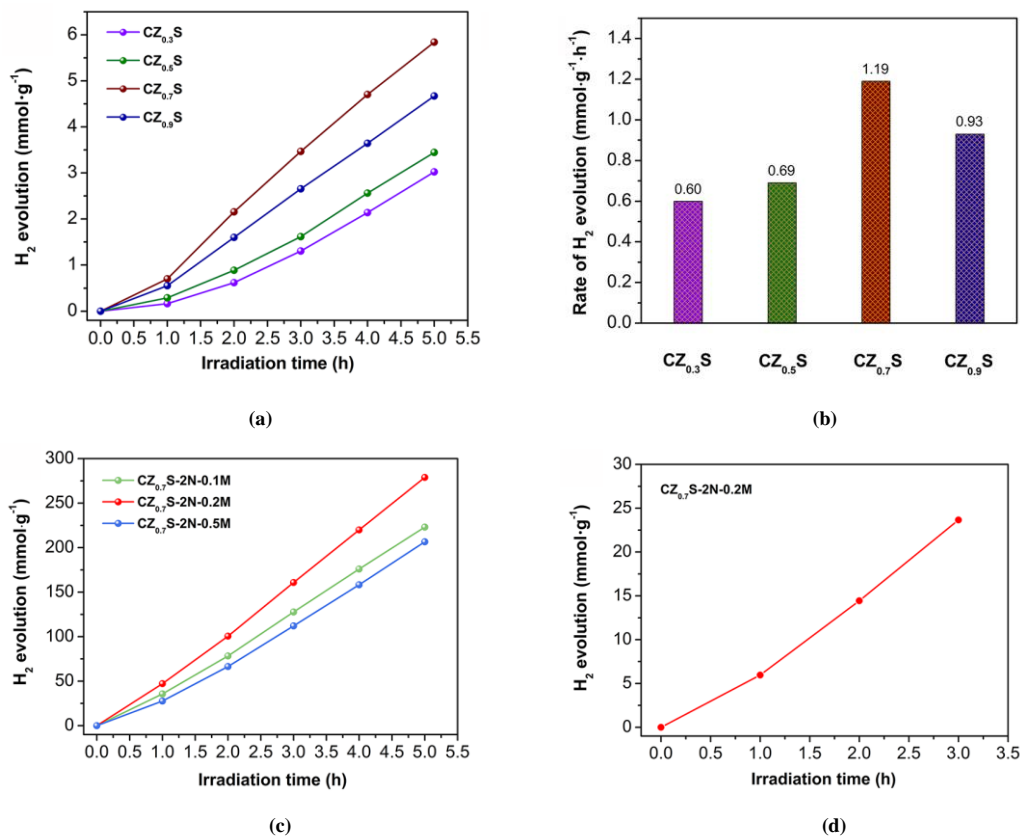 CZ0.3S
CZ0.5S
CZ0.7S
CZ0.9S
H2 evolution (mmol·g-1)
6
5
4
3
2
1
0
0.0 0.5 1.0 1.5 2.0 2.5 3.0 3.5 4.0 4.5 5.0 5.5
Irradiation time (h)
(a)
Rate of H2 evolution (mmol·g-1·h-1)
1.4
1.2
1.0
0.8
0.6
0.4
0.2
0.0
0.60
0.69
1.19
0.93
CZ0.3S CZ0.5S CZ0.7S CZ0.9S
(b)
CZ0.7S-2N-0.1M
CZ0.7S-2N-0.2M
CZ0.7S-2N-0.5M
H2 evolution (mmol·g-1)
300
250
200
150
100
50
0
0.0 0.5 1.0 1.5 2.0 2.5 3.0 3.5 4.0 4.5 5.0 5.5
Irradiation time (h)
(c)
CZ0.7S-2N-0.2M
H2 evolution (mmol·g-1)
30
25
20
15
10
5
0
0.0 0.5 1.0 1.5 2.0 2.5 3.0 3.5
Irradiation time (h)
(d)